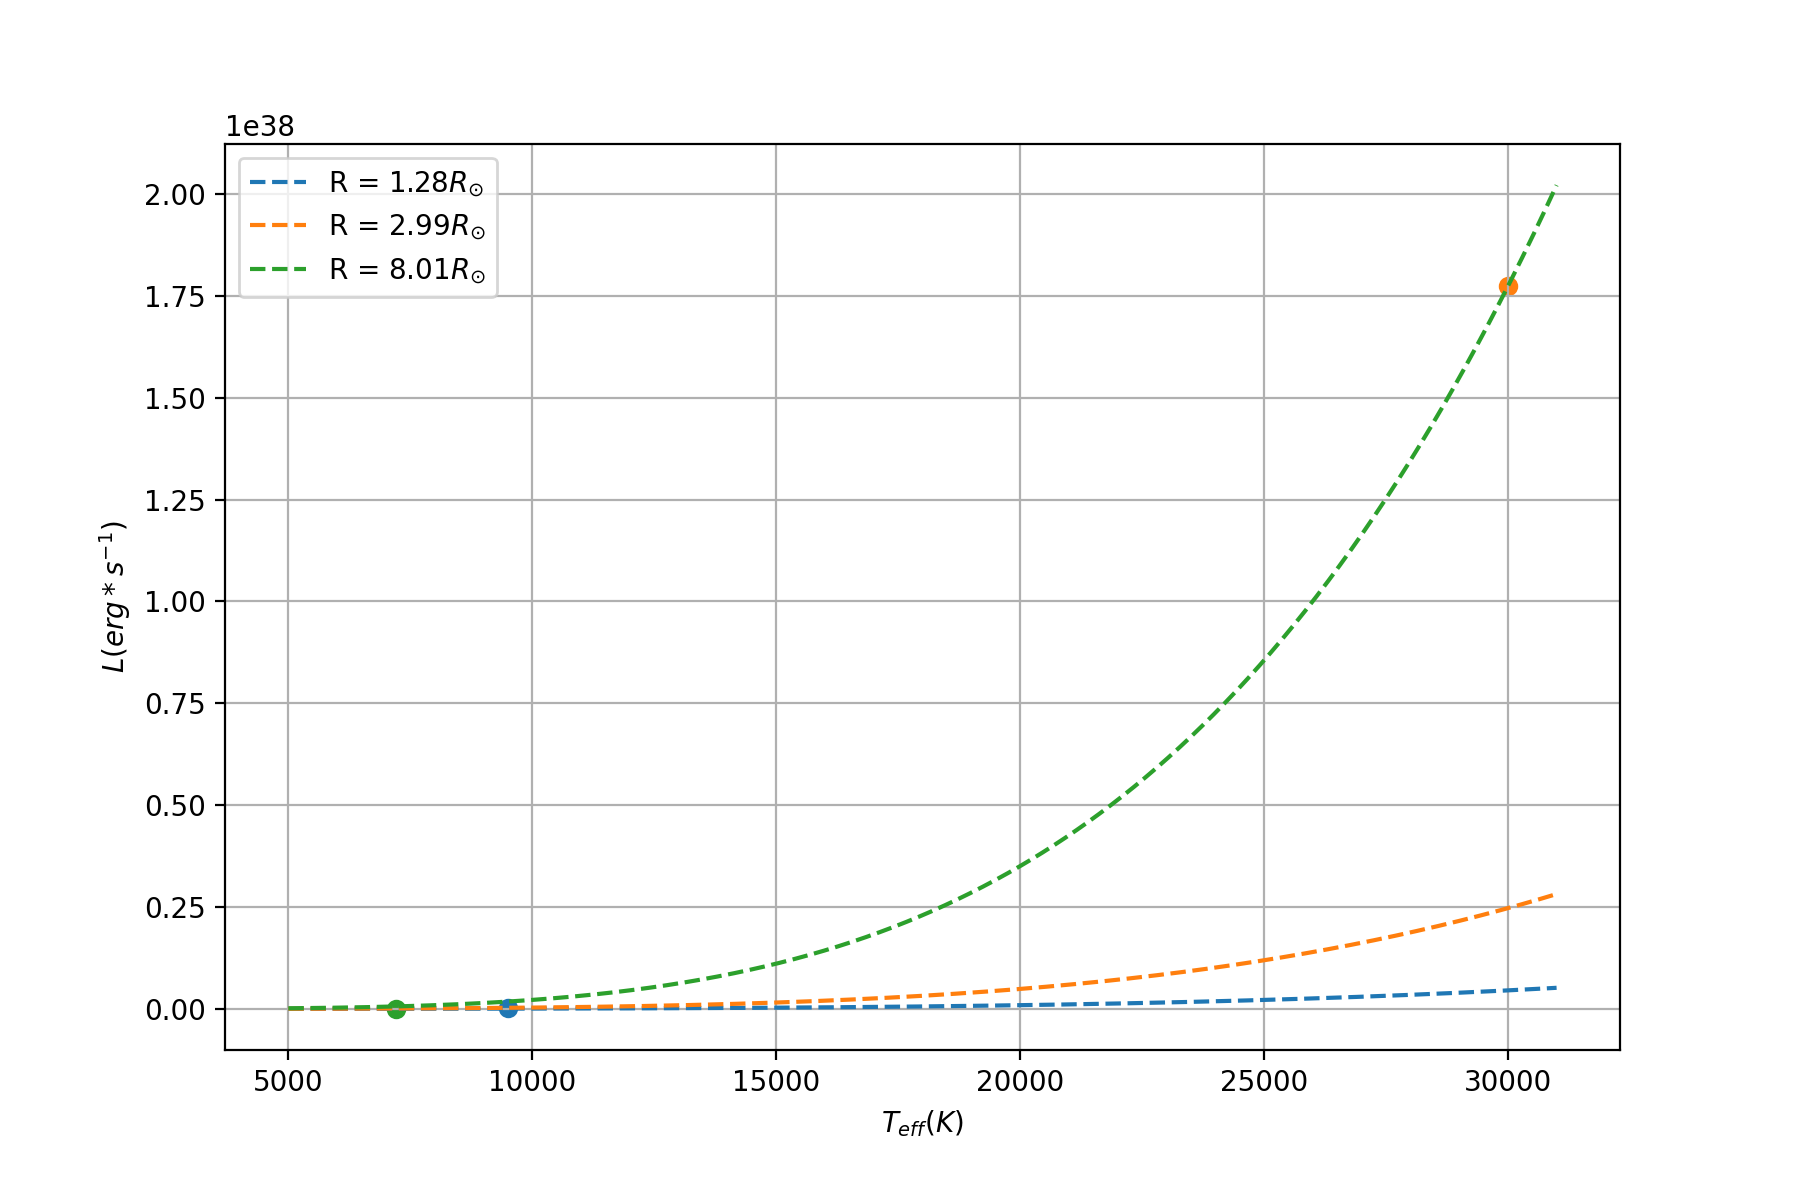 1e38
R = 1.28R☉
R = 2.99R☉
R = 8.01R☉
2.00
1.75
1.50
1.25
1.00
0.75
0.50
0.25
0.00
L(erg * s⁻¹)
5000 10000 15000 20000 25000 30000
T_eff(K)